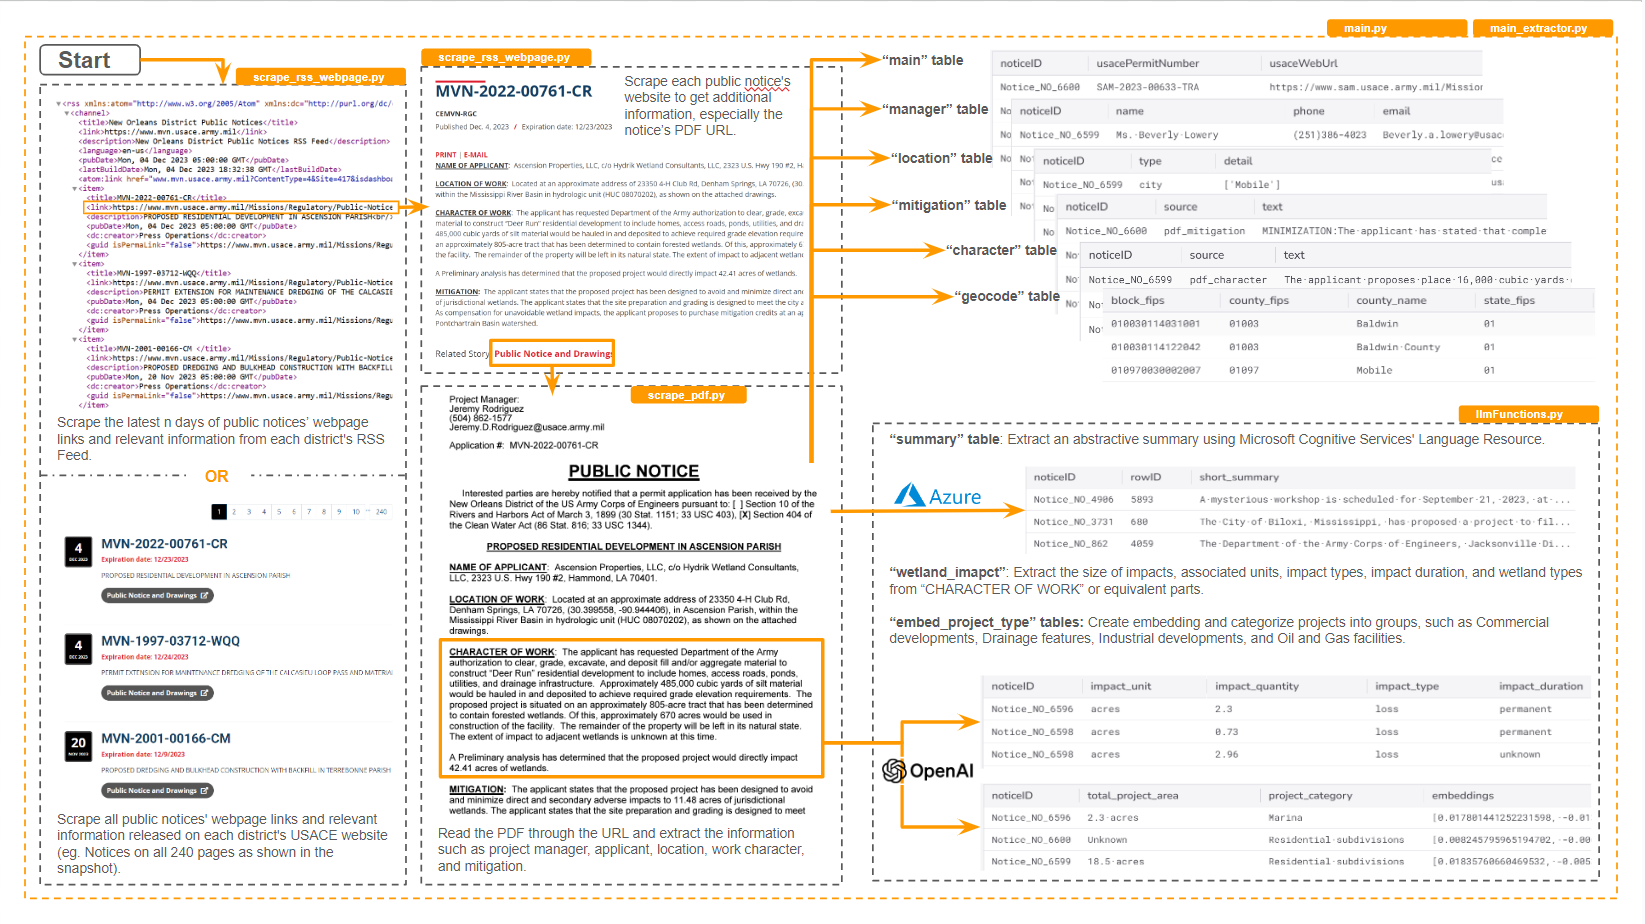 main.py
main_extractor.py
Start
scrape_rss_webpage.py
<rss xmlns:atom="http://www.w3.org/2005/Atom" xmlns:dc="http://purl.org/dc/
<channel>
<title>New Orleans District Public Notices</title>
<link>https://www.mvn.usace.army.mil</link>
<description>New Orleans District Public Notices RSS Feed</description>
<language>en-us</language>
<pubDate>Mon, 04 Dec 2023 05:00:00 GMT</pubDate>
<lastBuildDate>Mon, 04 Dec 2023 18:32:38 GMT</lastBuildDate>
<atom:link href="https://www.mvn.usace.army.mil?ContentType=4&Site=417&isdashboa
<item>
<title>MVN-2022-00761-CR</title>
<link>https://www.mvn.usace.army.mil/Missions/Regulatory/Public-Notice
<description>PROPOSED RESIDENTIAL DEVELOPMENT IN ASCENSION PARISH<br/>
<pubDate>Mon, 04 Dec 2023 05:00:00 GMT</pubDate>
<dc:creator>Press Operations</dc:creator>
<guid isPermaLink="false">https://www.mvn.usace.army.mil/Missions/Reg
</item>
<item>
<title>MVN-1997-03712-WQQ</title>
<link>https://www.mvn.usace.army.mil/Missions/Regulatory/Public-Notice
<description>PERMIT EXTENSION FOR MAINTENANCE DREDGING OF THE CALCASIE
<pubDate>Mon, 04 Dec 2023 05:00:00 GMT</pubDate>
<dc:creator>Press Operations</dc:creator>
<guid isPermaLink="false">https://www.mvn.usace.army.mil/Missions/Reg
</item>
<item>
<title>MVN-2001-00166-CM </title>
<link>https://www.mvn.usace.army.mil/Missions/Regulatory/Public-Notice
<description>PROPOSED DREDGING AND BULKHEAD CONSTRUCTION WITH BACKFILL
<pubDate>Mon, 20 Nov 2023 05:00:00 GMT</pubDate>
<dc:creator>Press Operations</dc:creator>
<guid isPermaLink="false">https://www.mvn.usace.army.mil/Missions/Reg
</item>
Scrape the latest n days of public notices' webpage
links and relevant information from each district's RSS
Feed.
OR
1 2 3 4 5 6 7 8 9 10 ... 240
4
DEC 2023
MVN-2022-00761-CR
Expiration date: 12/23/2023
PROPOSED RESIDENTIAL DEVELOPMENT IN ASCENSION PARISH
Public Notice and Drawings
4
DEC 2023
MVN-1997-03712-WQQ
Expiration date: 12/24/2023
PERMIT EXTENSION FOR MAINTENANCE DREDGING OF THE CALCASIEU LOOP PASS AND MATERIA
Public Notice and Drawings
20
NOV 2023
MVN-2001-00166-CM
Expiration date: 12/9/2023
PROPOSED DREDGING AND BULKHEAD CONSTRUCTION WITH BACKFILL IN TERREBONNE PARISH
Public Notice and Drawings
Scrape all public notices' webpage links and relevant
information released on each district's USACE website
(eg. Notices on all 240 pages as shown in the
snapshot).
scrape_rss_webpage.py
MVN-2022-00761-CR
CEMVN-RGC
Published Dec. 4, 2023 / Expiration date: 12/23/2023
Scrape each public notice's
website to get additional
information, especially the
notice's PDF URL.
PRINT | E-MAIL
NAME OF APPLICANT: Ascension Properties, LLC, c/o Hydrik Wetland Consultants, LLC, 2323 U.S. Hwy 190 #2, H
LOCATION OF WORK: Located at an approximate address of 23350 4-H Club Rd, Denham Springs, LA 70726, (30.
within the Mississippi River Basin in hydrologic unit (HUC 08070202), as shown on the attached drawings.
CHARACTER OF WORK: The applicant has requested Department of the Army authorization to clear, grade, exca
material to construct "Deer Run" residential development to include homes, access roads, ponds, utilities, and dra
485,000 cubic yards of silt material would be hauled in and deposited to achieve required grade elevation requirem
an approximately 805-acre tract that has been determined to contain forested wetlands. Of this, approximately 6
the facility. The remainder of the property will be left in its natural state. The extent of impact to adjacent wetlan
A Preliminary analysis has determined that the proposed project would directly impact 42.41 acres of wetlands.
MITIGATION: The applicant states that the proposed project has been designed to avoid and minimize direct an
of jurisdictional wetlands. The applicant states that the site preparation and grading is designed to meet the city a
As compensation for unavoidable wetland impacts, the applicant proposes to purchase mitigation credits at an ap
Pontchartrain Basin watershed.
Related Story Public Notice and Drawings
scrape_pdf.py
Project Manager:
Jeremy Rodriguez
(504) 862-1577
Jeremy.D.Rodriguez@usace.army.mil
Application #: MVN-2022-00761-CR
PUBLIC NOTICE
Interested parties are hereby notified that a permit application has been received by the
New Orleans District of the US Army Corps of Engineers pursuant to: [ ] Section 10 of the
Rivers and Harbors Act of March 3, 1899 (30 Stat. 1151; 33 USC 403), [X] Section 404 of
the Clean Water Act (86 Stat. 816; 33 USC 1344).
PROPOSED RESIDENTIAL DEVELOPMENT IN ASCENSION PARISH
NAME OF APPLICANT: Ascension Properties, LLC, c/o Hydrik Wetland Consultants,
LLC, 2323 U.S. Hwy 190 #2, Hammond, LA 70401.
LOCATION OF WORK: Located at an approximate address of 23350 4-H Club Rd,
Denham Springs, LA 70726, (30.399558, -90.944406), in Ascension Parish, within the
Mississippi River Basin in hydrologic unit (HUC 08070202), as shown on the attached
drawings.
CHARACTER OF WORK: The applicant has requested Department of the Army
authorization to clear, grade, excavate, and deposit fill and/or aggregate material to
construct "Deer Run" residential development to include homes, access roads, ponds,
utilities, and drainage infrastructure. Approximately 485,000 cubic yards of silt material
would be hauled in and deposited to achieve required grade elevation requirements. The
proposed project is situated on an approximately 805-acre tract that has been determined
to contain forested wetlands. Of this, approximately 670 acres would be used in
construction of the facility. The remainder of the property will be left in its natural state.
The extent of impact to adjacent wetlands is unknown at this time.
A Preliminary analysis has determined that the proposed project would directly impact
42.41 acres of wetlands.
MITIGATION: The applicant states that the proposed project has been designed to avoid
and minimize direct and secondary adverse impacts to 11.48 acres of jurisdictional
wetlands. The applicant states that the site preparation and grading is designed to meet
Read the PDF through the URL and extract the information
such as project manager, applicant, location, work character,
and mitigation.
"main" table
"manager" table
"location" table
"mitigation" table
"character" table
"geocode" table
noticeID usacePermitNumber usaceWebUrl
Notice_NO_6600 SAM-2023-00633-TRA https://www.sam.usace.army.mil/Mission
noticeID name phone email
No Notice_NO_6599 Ms. Beverly Lowery (251)386-4023 Beverly.a.lowery@usac
noticeID type detail
Notice_NO_6599 city ['Mobile']
noticeID source text
Notice_NO_6600 pdf_mitigation MINIMIZATION:The applicant has stated that comple
noticeID source text
Notice_NO_6599 pdf_character The applicant proposes place 16,000 cubic yards
block_fips county_fips county_name state_fips
010030114031001 01003 Baldwin 01
010030114122042 01003 Baldwin County 01
010970030002007 01097 Mobile 01
llmFunctions.py
"summary" table: Extract an abstractive summary using Microsoft Cognitive Services' Language Resource.
Azure
noticeID rowID short_summary
Notice_NO_4906 5893 A mysterious workshop is scheduled for September 21, 2023, at ...
Notice_NO_3731 680 The City of Biloxi, Mississippi, has proposed a project to fil...
Notice_NO_862 4059 The Department of the Army Corps of Engineers, Jacksonville Di...
"wetland_imapct": Extract the size of impacts, associated units, impact types, impact duration, and wetland types
from "CHARACTER OF WORK" or equivalent parts.
"embed_project_type" tables: Create embedding and categorize projects into groups, such as Commercial
developments, Drainage features, Industrial developments, and Oil and Gas facilities.
OpenAI
noticeID impact_unit impact_quantity impact_type impact_duration
Notice_NO_6596 acres 2.3 loss permanent
Notice_NO_6598 acres 0.73 loss permanent
Notice_NO_6598 acres 2.96 loss unknown
noticeID total_project_area project_category embeddings
Notice_NO_6596 2.3 acres Marina [0.017801441252231598, -0.01
Notice_NO_6600 Unknown Residential subdivisions [0.008245795965194702, -0.00
Notice_NO_6599 18.5 acres Residential subdivisions [0.01835760660469532, -0.005